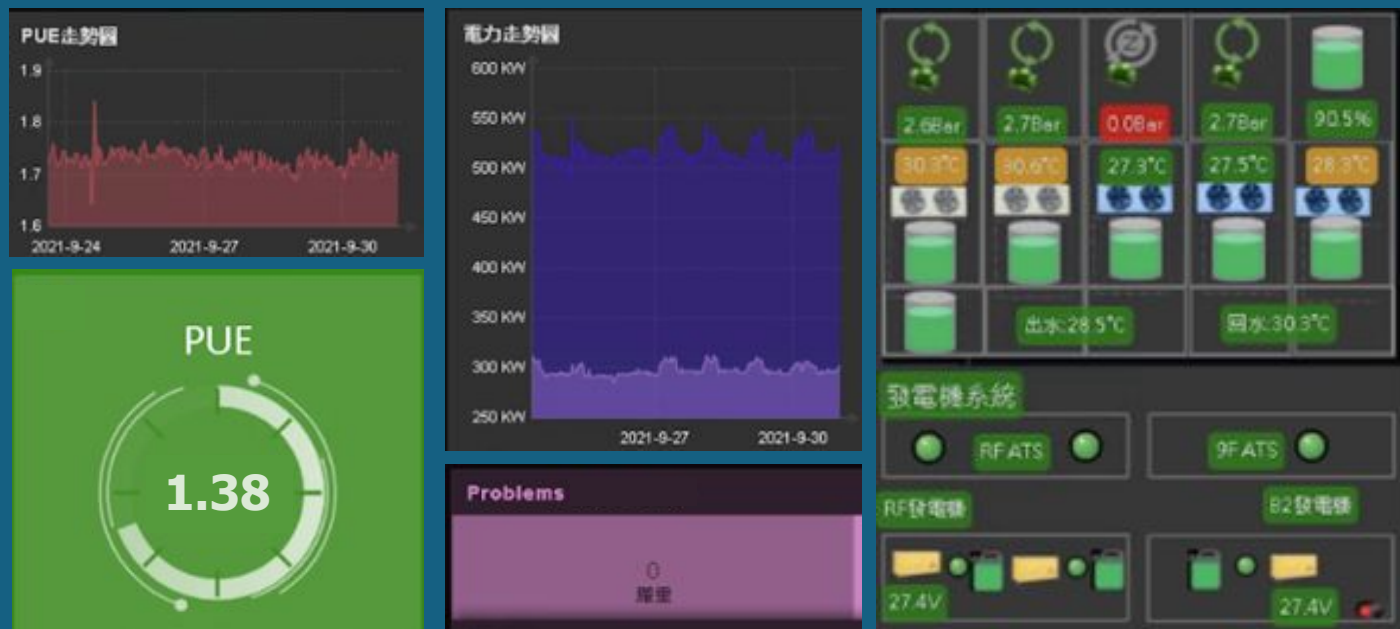 PUE走勢圖
1.9
1.8
1.7
1.6
2021-9-24 2021-9-27 2021-9-30
PUE
1.38
電力走勢圖
600 KW
550 KW
500 KW
450 KW
400 KW
350 KW
300 KW
250 KW
2021-9-27 2021-9-30
Problems
0
嚴重
2.6Bar 2.7Bar 0.0Bar 2.7Bar 90.5%
30.3°C 30.6°C 27.3°C 27.5°C 28.3°C
出水:28.5°C 回水:30.3°C
發電機系統
RF ATS 9F ATS
RF發電機 B2發電機
27.4V 27.4V